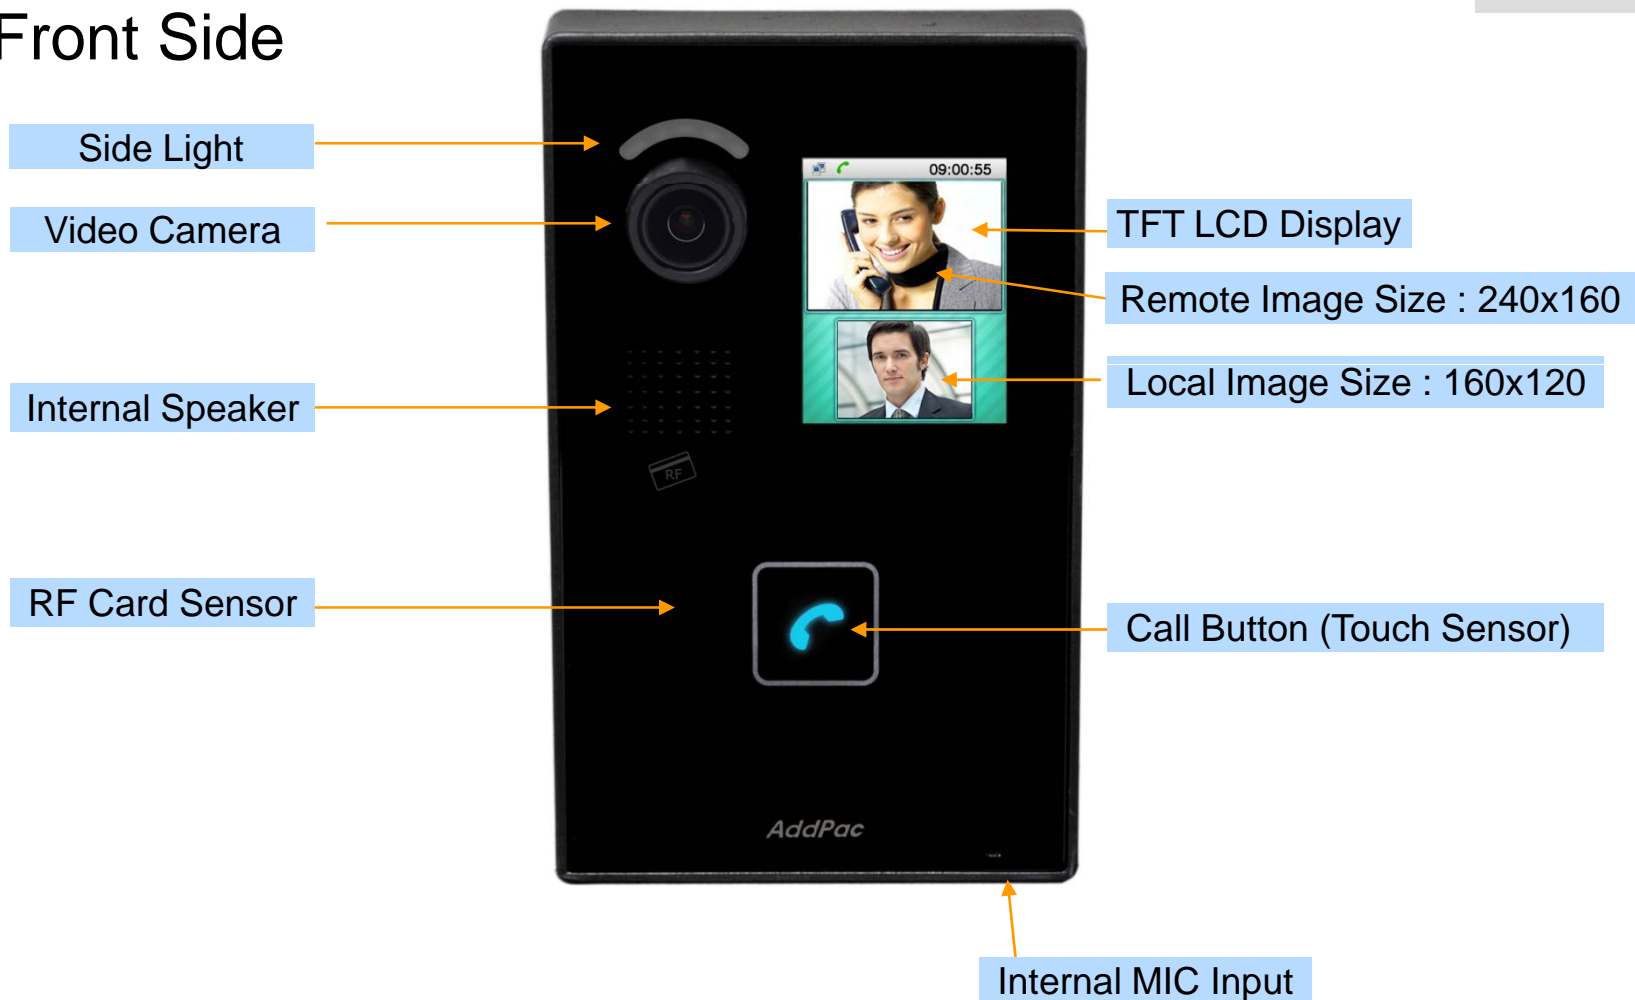 Front Side
Side Light
Video Camera
Internal Speaker
RF Card Sensor
09:00:55
RF
AddPac
TFT LCD Display
Remote Image Size : 240x160
Local Image Size : 160x120
Call Button (Touch Sensor)
Internal MIC Input